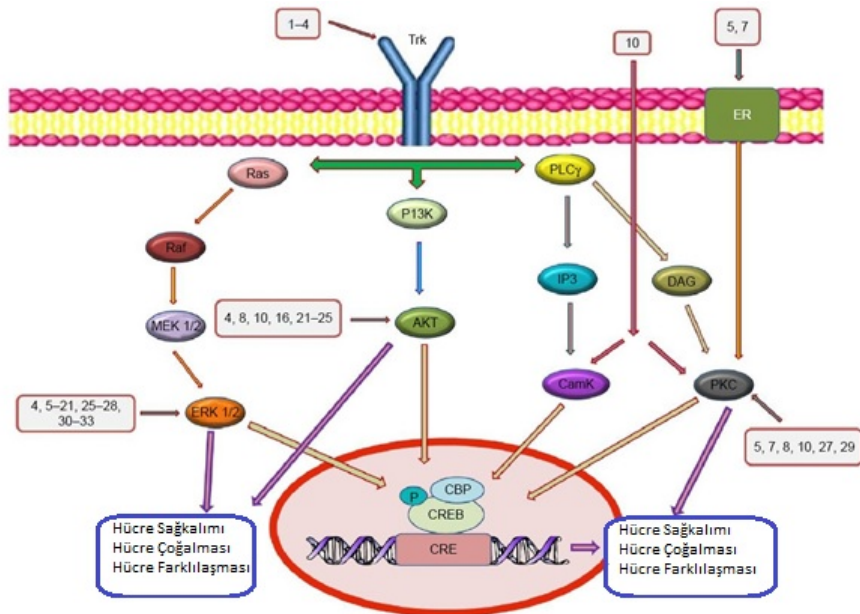 1–4
Trk
10
5, 7
ER
Ras
PLCγ
P13K
Raf
IP3
DAG
MEK 1/2
4, 8, 10, 16, 21–25
AKT
CamK
PKC
4, 5–21, 25–28,
30–33
ERK 1/2
5, 7, 8, 10, 27, 29
P
CBP
CREB
CRE
Hücre Sağkalımı
Hücre Çoğalması
Hücre Farklılaşması
Hücre Sağkalımı
Hücre Çoğalması
Hücre Farklılaşması